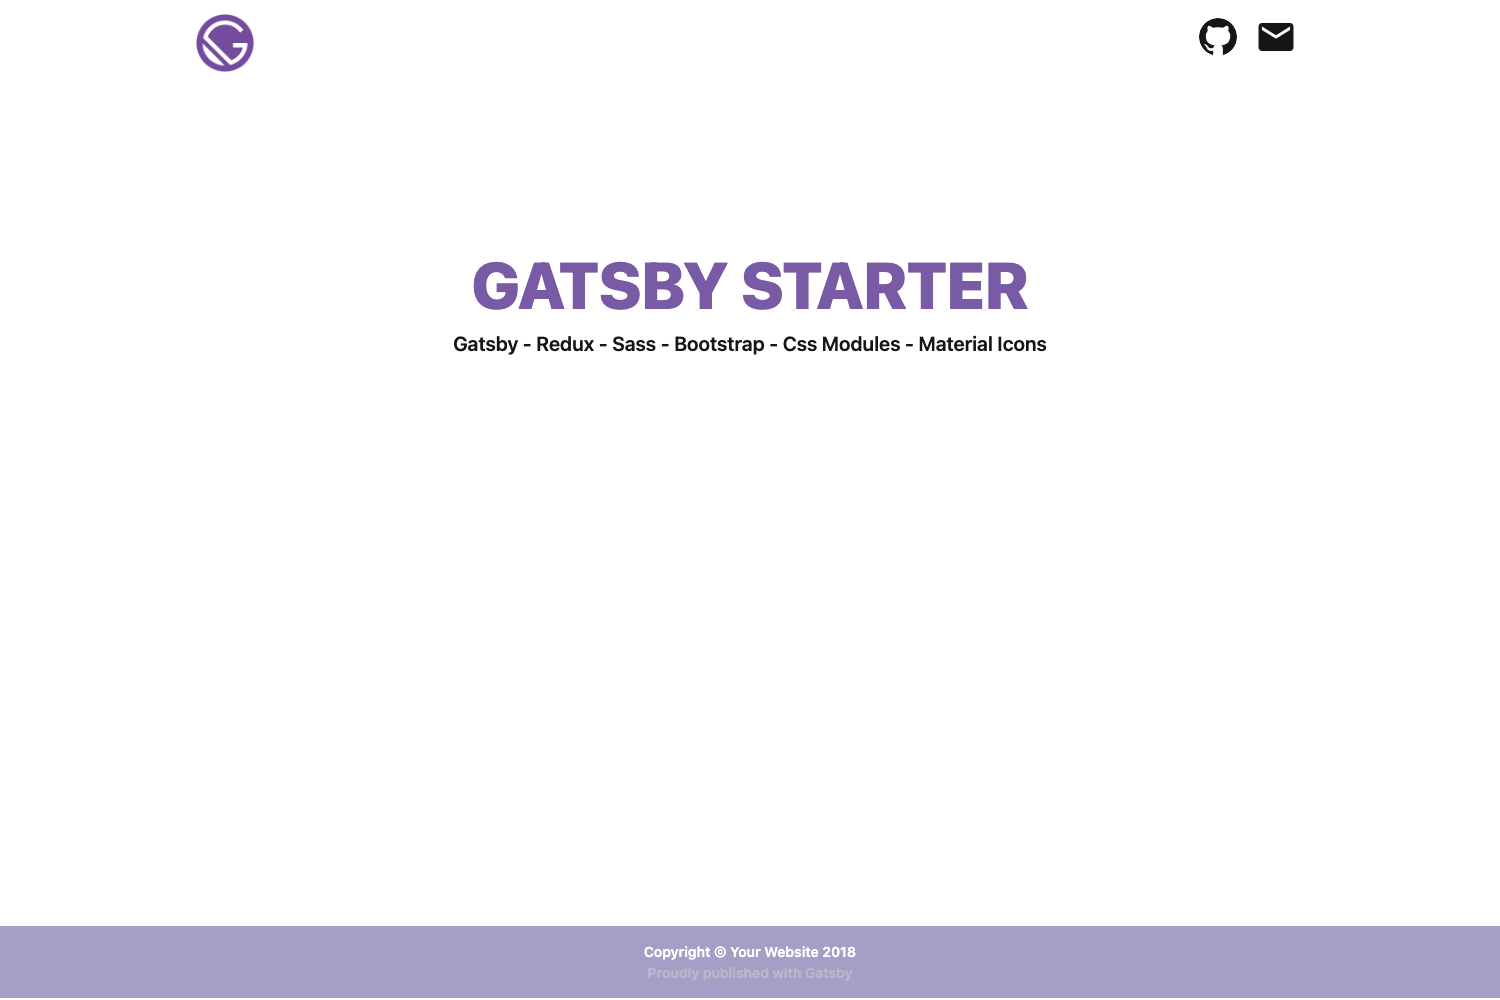 GATSBY STARTER
Gatsby - Redux - Sass - Bootstrap - Css Modules - Material Icons
Copyright © Your Website 2018
Proudly published with Gatsby